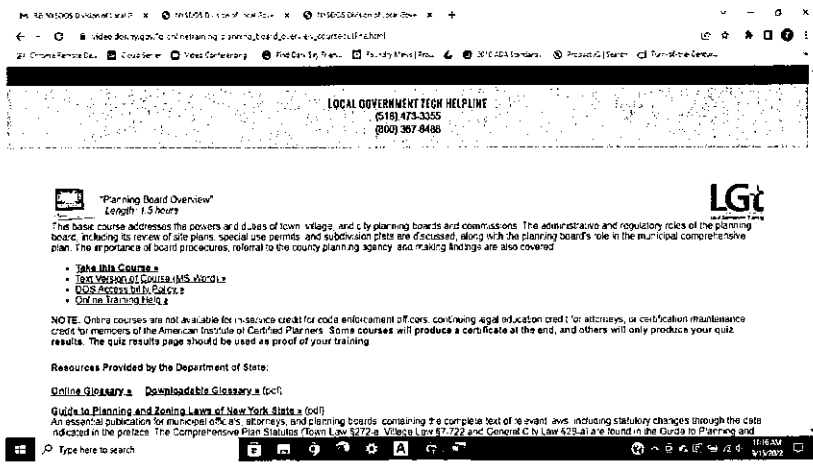 LOCAL GOVERNMENT TECH HELPLINE
(518) 473-3355
(800) 367-8488
"Planning Board Overview"
Length: 1.5 hours
LGt
This basic course addresses the powers and duties of town, village, and city planning boards and commissions. The administrative and regulatory roles of the planning
board, including its review of site plans, special use permits, and subdivision plats are discussed, along with the planning board's role in the municipal comprehensive
plan. The importance of board procedures, referral to the county planning agency, and making findings are also covered.
Take this Course »
Text Version of Course (MS Word) »
DOS Accessibility Policy »
Online Training Help »
NOTE: Online courses are not available for in-service credit for code enforcement officers, continuing legal education credit for attorneys, or certification maintenance
credit for members of the American Institute of Certified Planners. Some courses will produce a certificate at the end, and others will only produce your quiz
results. The quiz results page should be used as proof of your training
Resources Provided by the Department of State:
Online Glossary » Downloadable Glossary » (pdf)
Guide to Planning and Zoning Laws of New York State » (pdf)
An essential publication for municipal officials, attorneys, and planning boards, containing the complete text of relevant laws, including statutory changes through the date
indicated in the preface. The Comprehensive Plan Statutes (Town Law §272-a, Village Law §7-722 and General City Law §28-a) are found in the Guide to Planning and
Type here to search
11:16 AM
9/15/2022